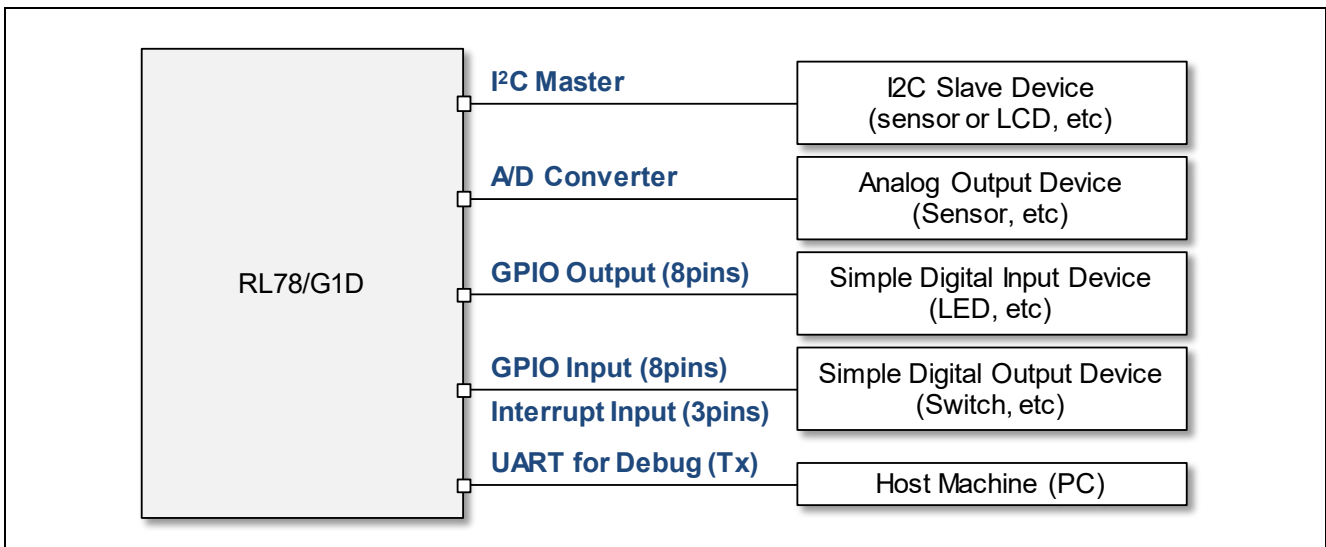 RL78/G1D
I²C Master
I2C Slave Device
(sensor or LCD, etc)
A/D Converter
Analog Output Device
(Sensor, etc)
GPIO Output (8pins)
Simple Digital Input Device
(LED, etc)
GPIO Input (8pins)
Interrupt Input (3pins)
Simple Digital Output Device
(Switch, etc)
UART for Debug (Tx)
Host Machine (PC)